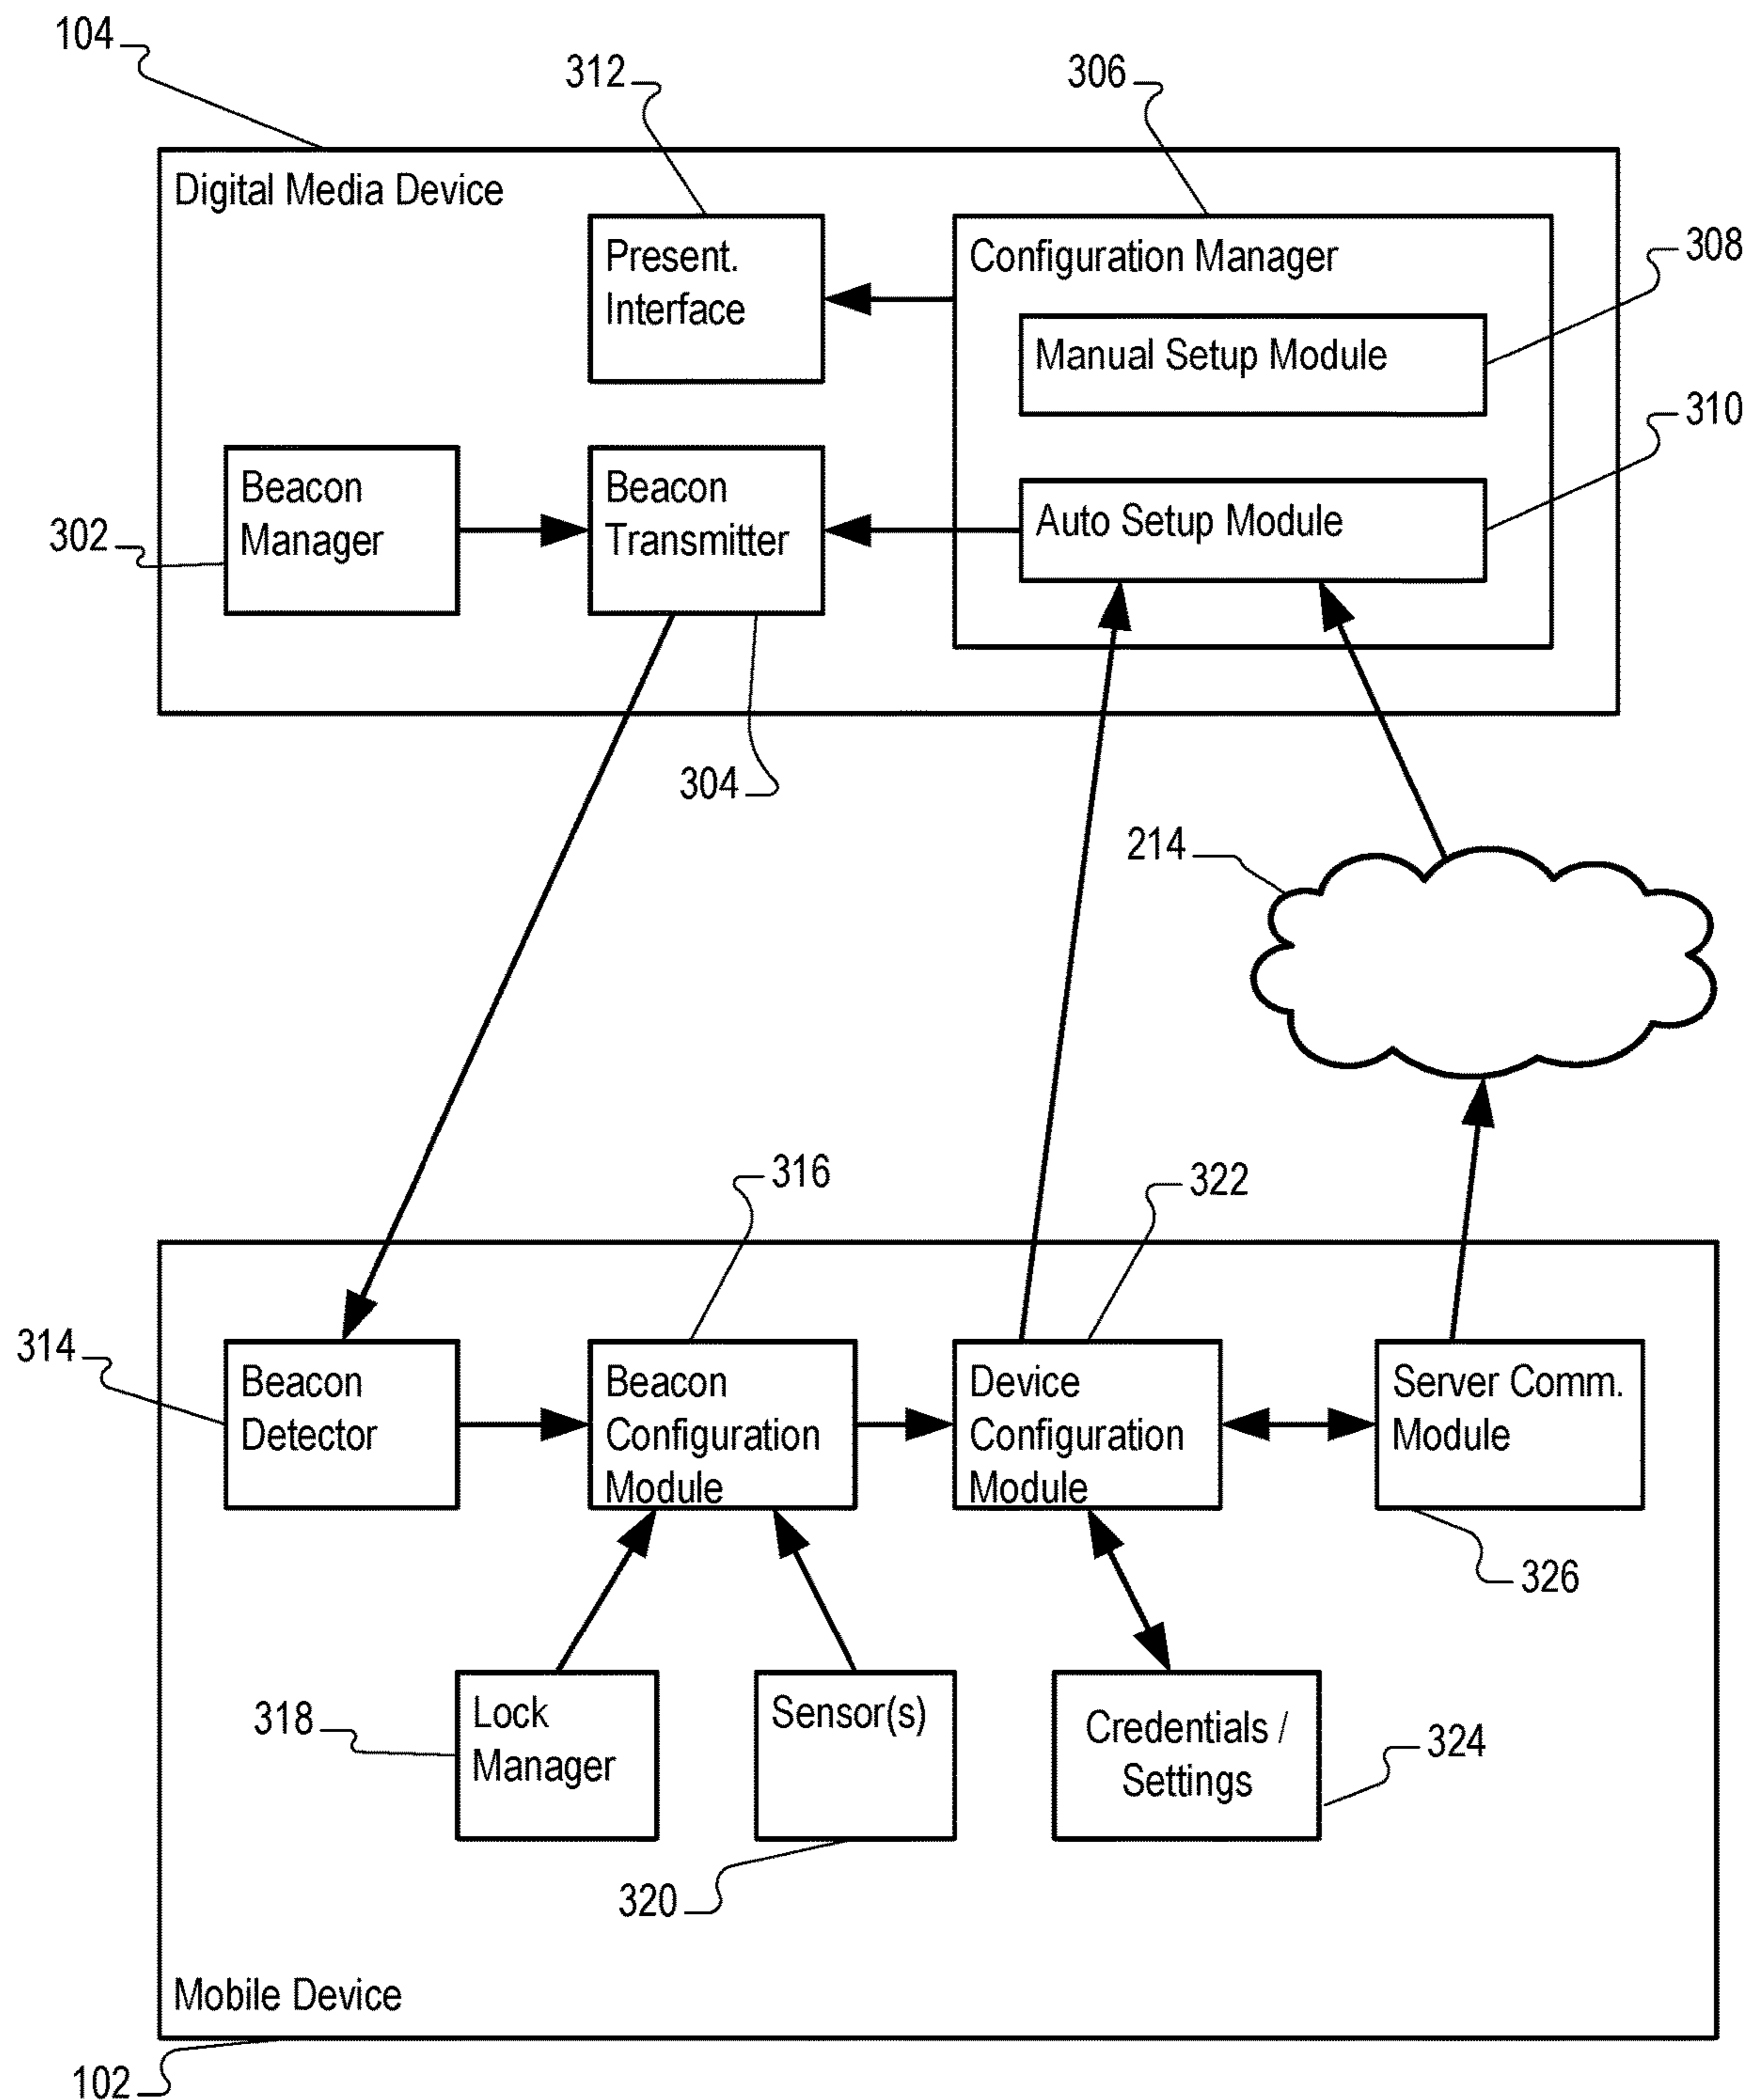 104
312
306
Digital Media Device
Present.
Interface
Configuration Manager
308
Manual Setup Module
310
Beacon
Manager
Beacon
Transmitter
Auto Setup Module
302
304
214
316
322
314
Beacon
Detector
Beacon
Configuration
Module
Device
Configuration
Module
Server Comm.
Module
326
318
Lock
Manager
Sensor(s)
Credentials /
Settings
324
320
Mobile Device
102